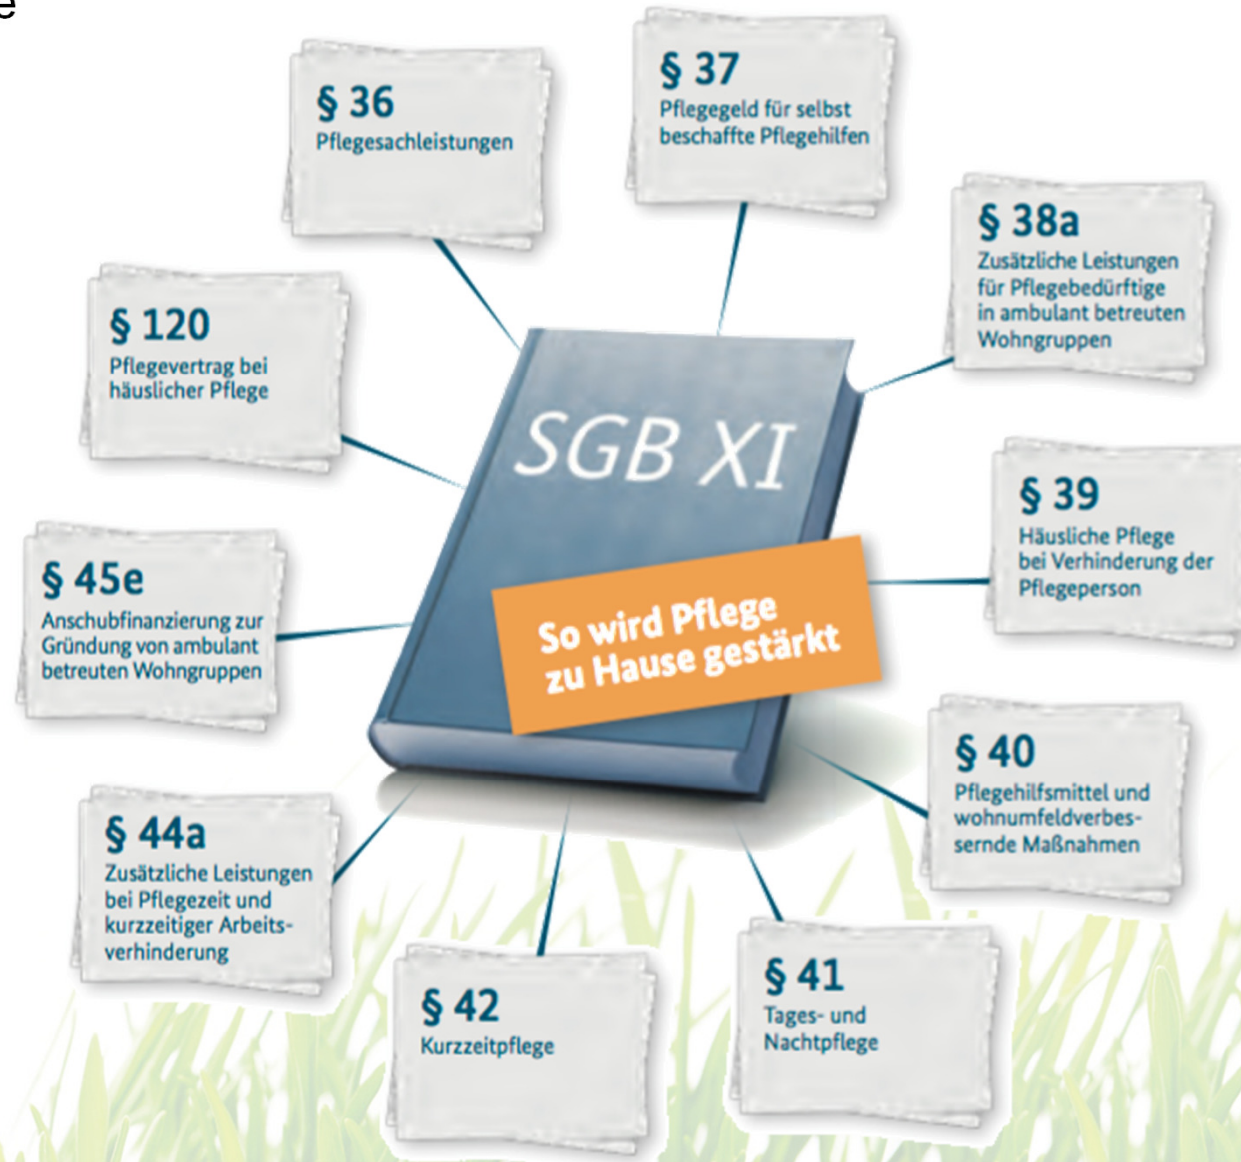 e
§ 36
Pflegesachleistungen
§ 37
Pflegegeld für selbst
beschaffte Pflegehilfen
§ 38a
Zusätzliche Leistungen
für Pflegebedürftige
in ambulant betreuten
Wohngruppen
§ 120
Pflegevertrag bei
häuslicher Pflege
SGB XI
§ 39
Häusliche Pflege
bei Verhinderung der
Pflegeperson
§ 45e
Anschubfinanzierung zur
Gründung von ambulant
betreuten Wohngruppen
So wird Pflege
zu Hause gestärkt
§ 40
Pflegehilfsmittel und
wohnumfeldverbes-
sernde Maßnahmen
§ 44a
Zusätzliche Leistungen
bei Pflegezeit und
kurzzeitiger Arbeits-
verhinderung
§ 42
Kurzzeitpflege
§ 41
Tages- und
Nachtpflege